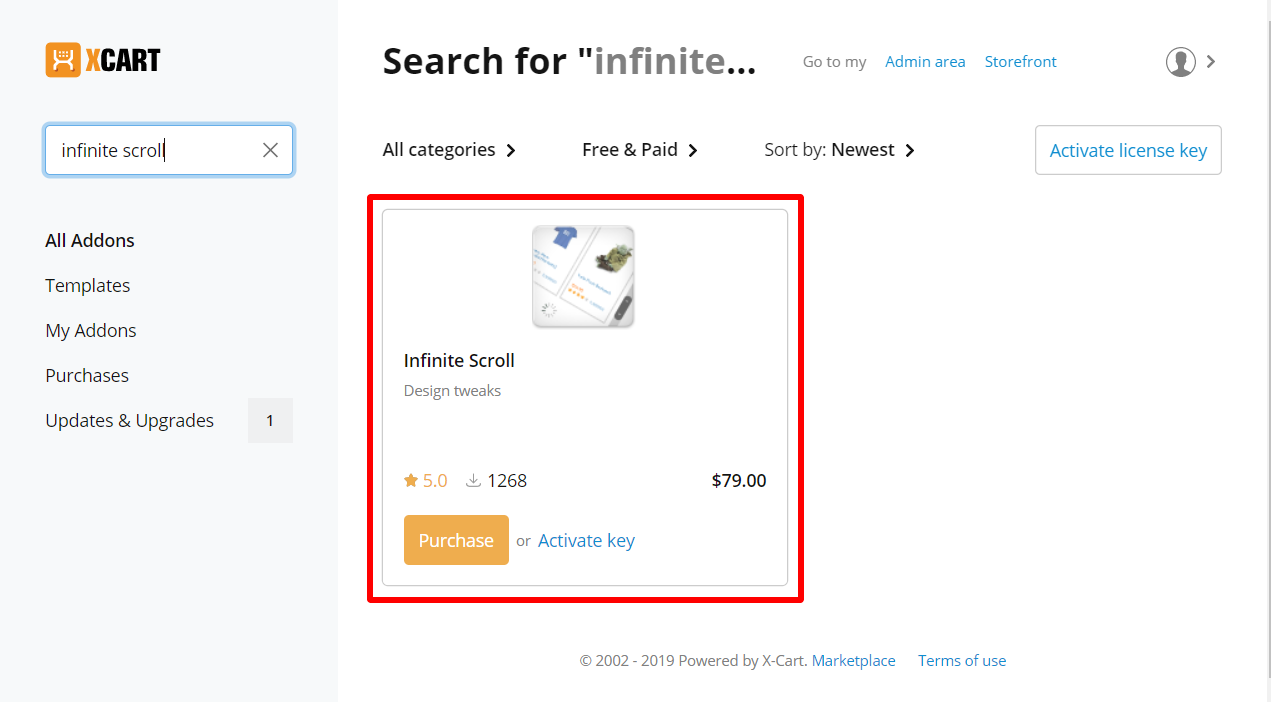 XCART
Search for "infinite...
Go to my Admin area Storefront
infinite scroll
All categories Free & Paid Sort by: Newest Activate license key
All Addons
Templates
My Addons
Purchases
Updates & Upgrades 1
Infinite Scroll
Design tweaks
5.0 1268 $79.00
Purchase or Activate key
© 2002 - 2019 Powered by X-Cart. Marketplace Terms of use